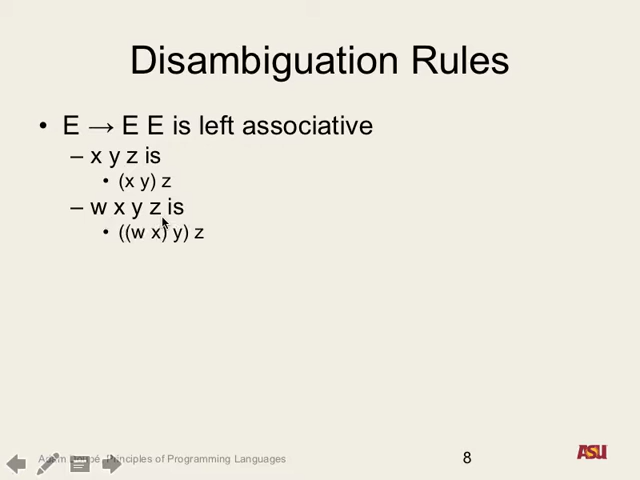 Disambiguation Rules
• E → E E is left associative
– x y z is
• (x y) z
– w x y z is
• ((w x) y) z
Adam Doupé, Principles of Programming Languages
8
ASU